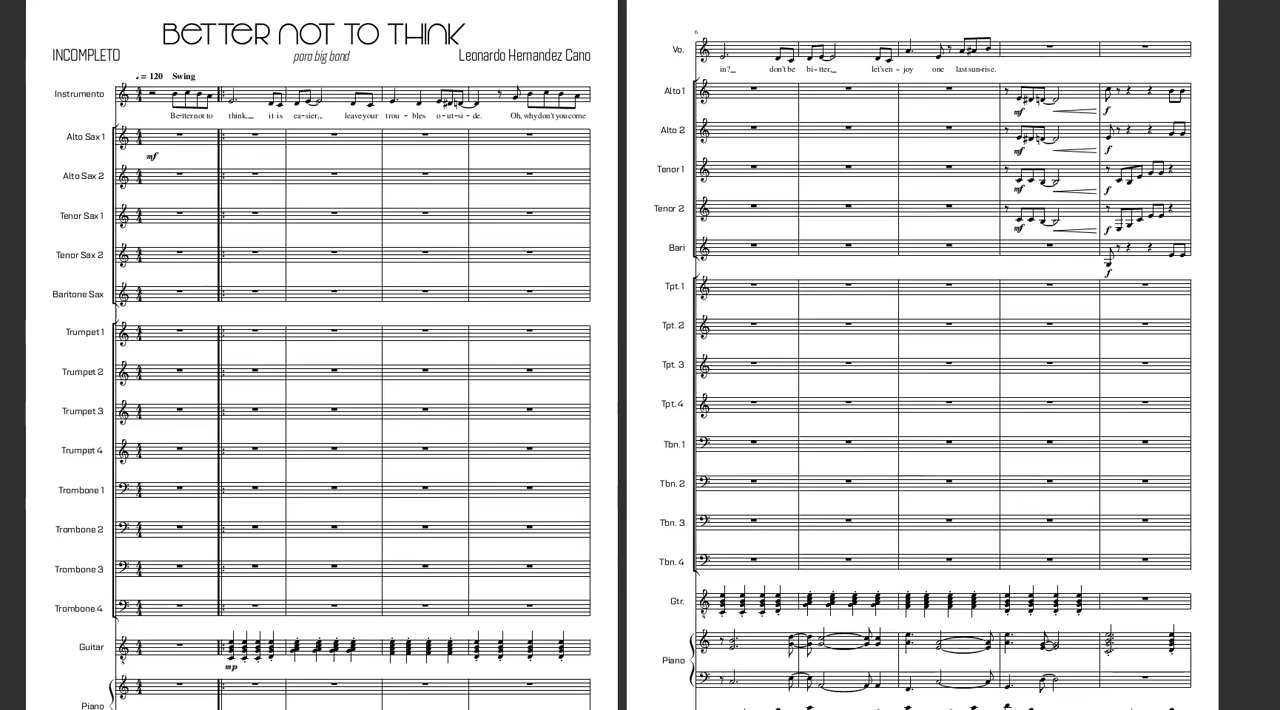 BETTER NOT TO THINK
INCOMPLETO
para big band
Leonardo Hernandez Cano
♩ = 120 Swing
Instrumento
Be-tter not to think,__ it is ea-sier,_ leave your trou - bles o-ut-si-de. Oh, why don't you come
Alto Sax 1
mf
Alto Sax 2
Tenor Sax 1
Tenor Sax 2
Baritone Sax
Trumpet 1
Trumpet 2
Trumpet 3
Trumpet 4
Trombone 1
Trombone 2
Trombone 3
Trombone 4
Guitar
mp
Piano
6
Vo.
in?__ don't be bi-tter,__ let's en - joy one last sun-rise.
Alto 1
mf f
Alto 2
mf f
Tenor 1
mf f
Tenor 2
mf f
Bari
f
Tpt. 1
Tpt. 2
Tpt. 3
Tpt. 4
Tbn. 1
Tbn. 2
Tbn. 3
Tbn. 4
Gtr.
Piano